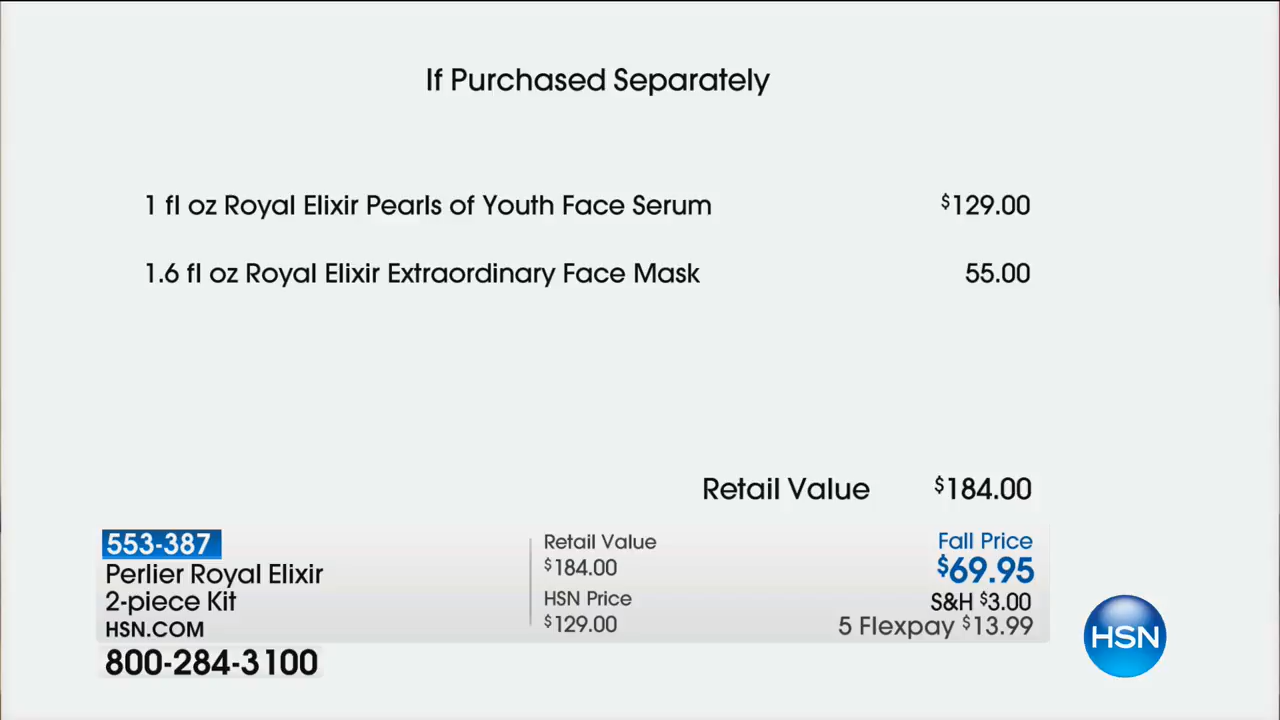 If Purchased Separately
1 fl oz Royal Elixir Pearls of Youth Face Serum $129.00
1.6 fl oz Royal Elixir Extraordinary Face Mask 55.00
Retail Value $184.00
553-387
Perlier Royal Elixir
2-piece Kit
HSN.COM
800-284-3100
Retail Value
$184.00
HSN Price
$129.00
Fall Price
$69.95
S&H $3.00
5 Flexpay $13.99
HSN